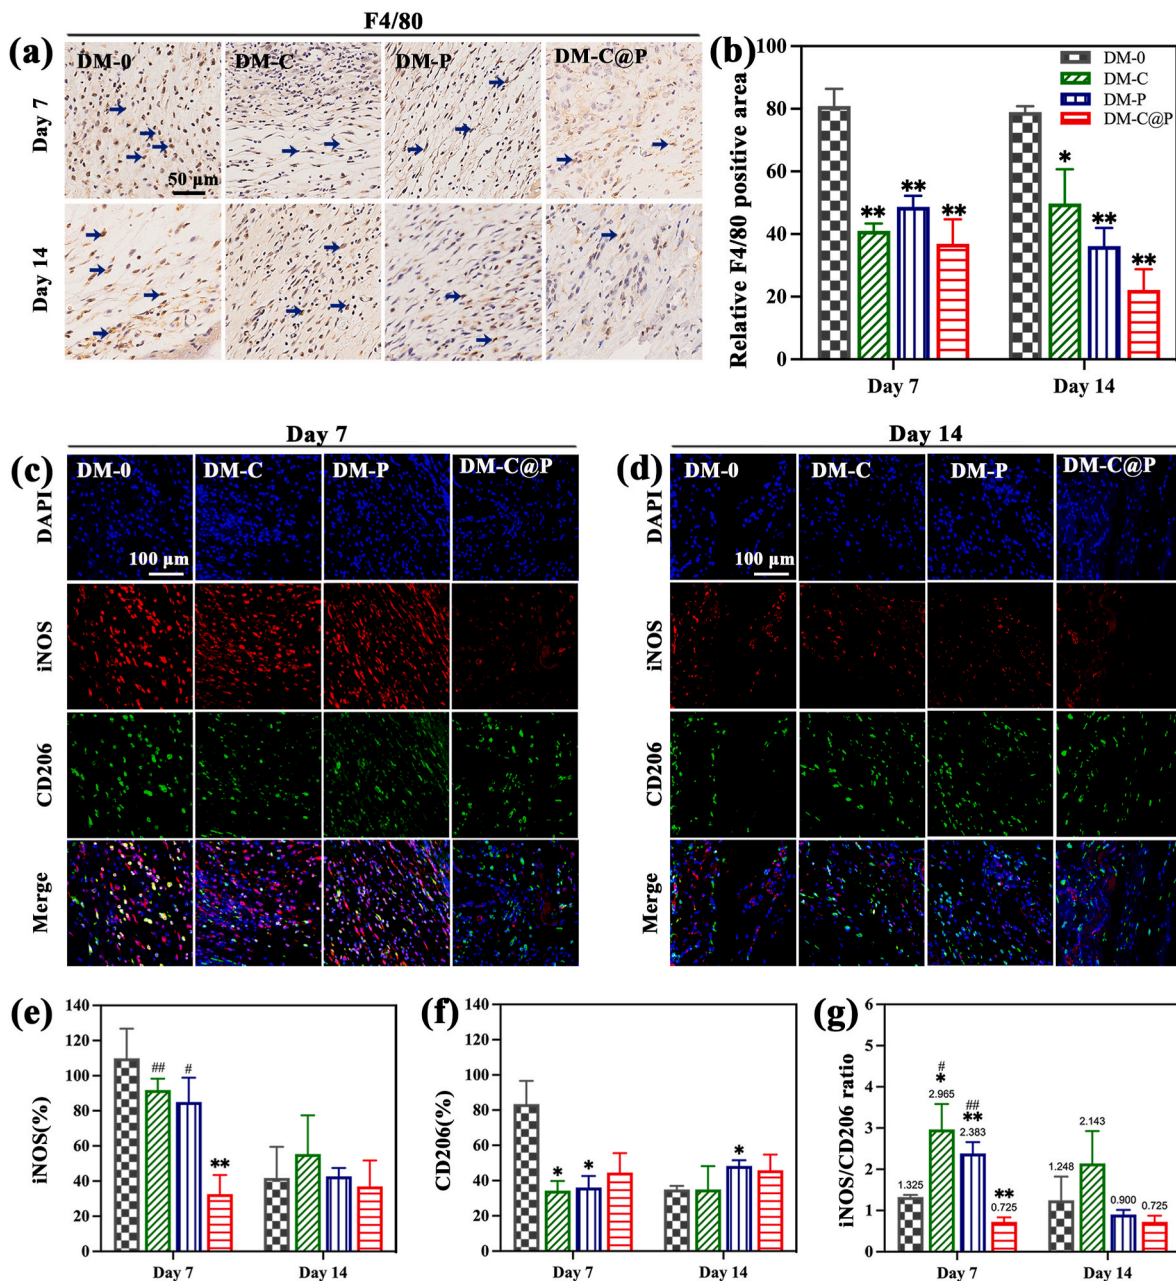 F4/80
(a)
DM-0
DM-C
DM-P
DM-C@P
Day 7
50 µm
Day 14
(b)
Relative F4/80 positive area
100
80
60
40
20
0
DM-0
DM-C
DM-P
DM-C@P
** ** **
* ** **
Day 7
Day 14
Day 7
(c)
DM-0
DM-C
DM-P
DM-C@P
DAPI
100 µm
iNOS
CD206
Merge
Day 14
(d)
DM-0
DM-C
DM-P
DM-C@P
DAPI
100 µm
iNOS
CD206
Merge
(e)
iNOS(%)
140
120
100
80
60
40
20
0
## #
**
Day 7
Day 14
(f)
CD206(%)
140
120
100
80
60
40
20
0
* *
*
Day 7
Day 14
(g)
iNOS/CD206 ratio
6
5
4
3
2
1
0
1.325
#
*
2.965
##
**
2.383
**
0.725
1.248
2.143
0.900
0.725
Day 7
Day 14